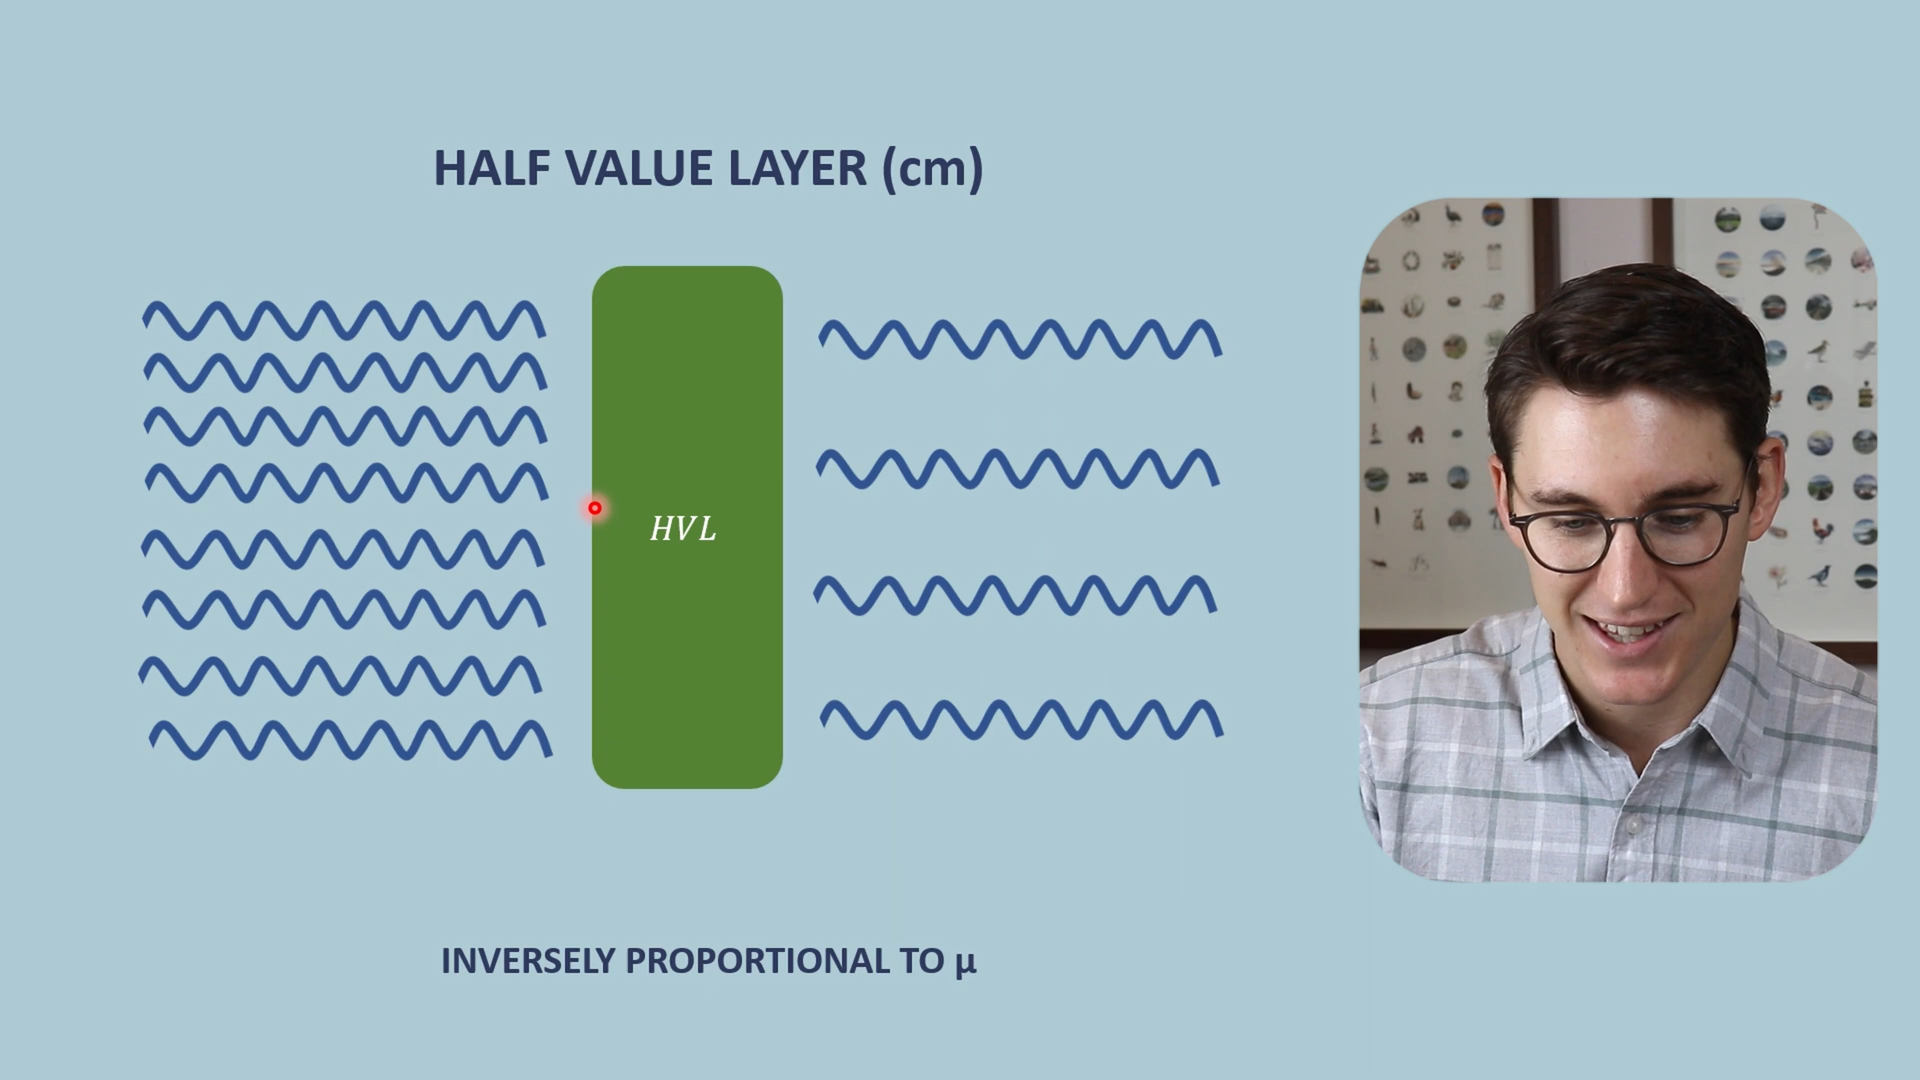 HALF VALUE LAYER (cm)
HVL
INVERSELY PROPORTIONAL TO μ